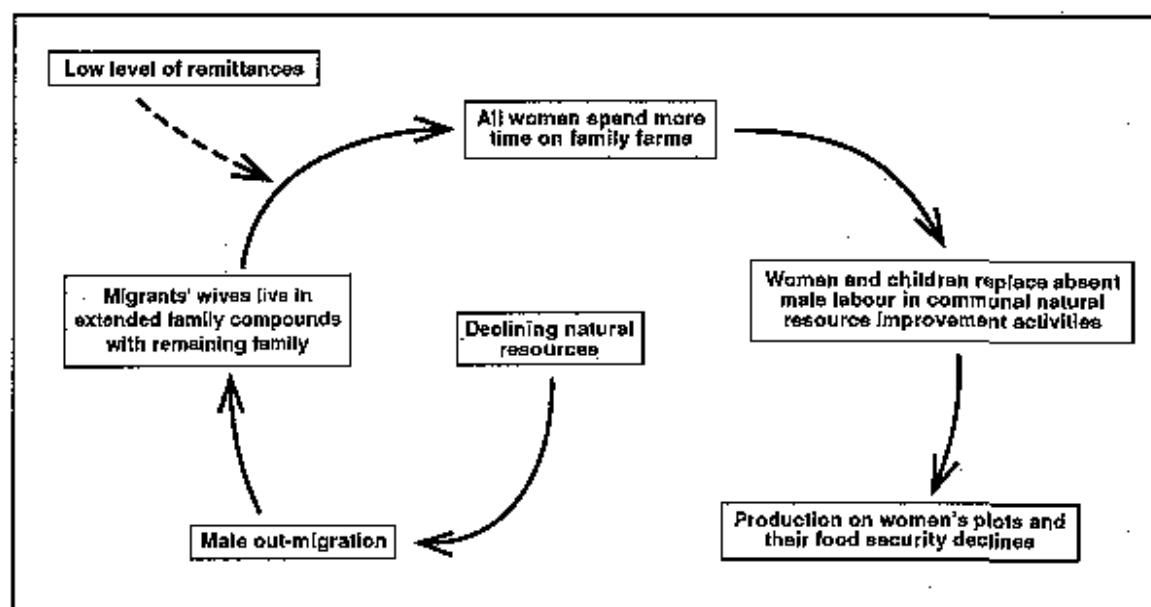 Low level of remittances
All women spend more
time on family farms
Migrants' wives live in
extended family compounds
with remaining family
Declining natural
resources
Women and children replace absent
male labour in communal natural
resource improvement activities
Male out-migration
Production on women's plots and
their food security declines